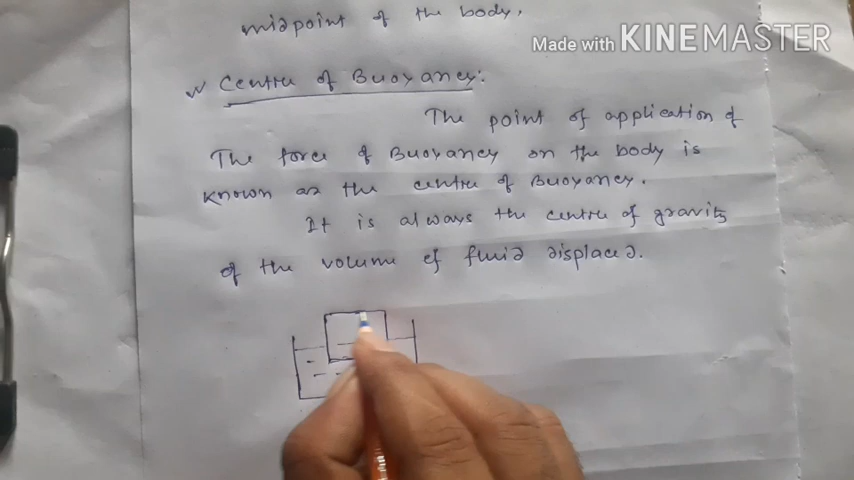 midpoint of the body.
Made with KINEMASTER
✓ Centre of Buoyancy:
The point of application of
The force of Buoyancy on the body is
known as the centre of Buoyancy.
It is always the centre of gravity
of the volume of fluid displaced.